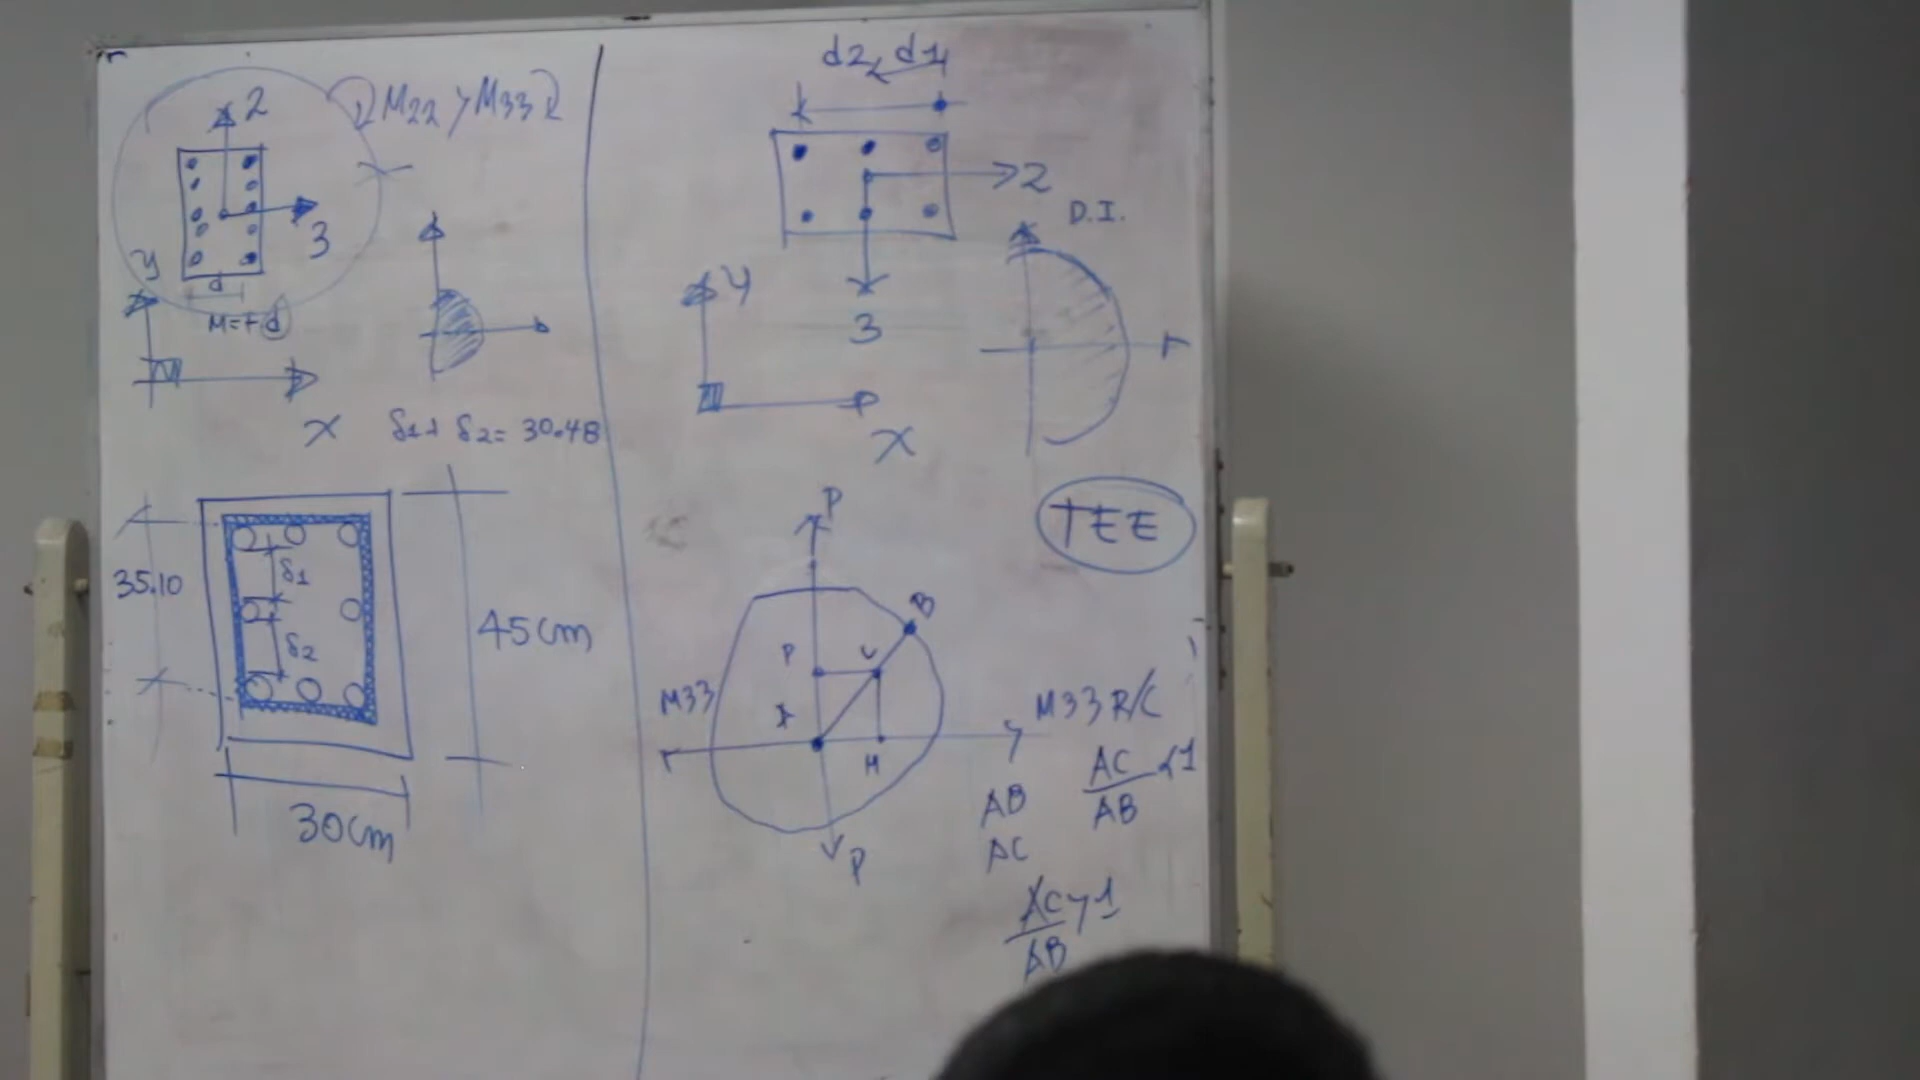 2
M22 y M33
3
y
d
M=F.d
x
δ1+ δ2= 30.48
35.10
δ1
δ2
45cm
30cm
d2 d1
2
D.I.
3
y
x
TEE
P
B
P
M33
M33 R/C
M
AB
AC
AC
AB
<1
P
AC
AB
>1